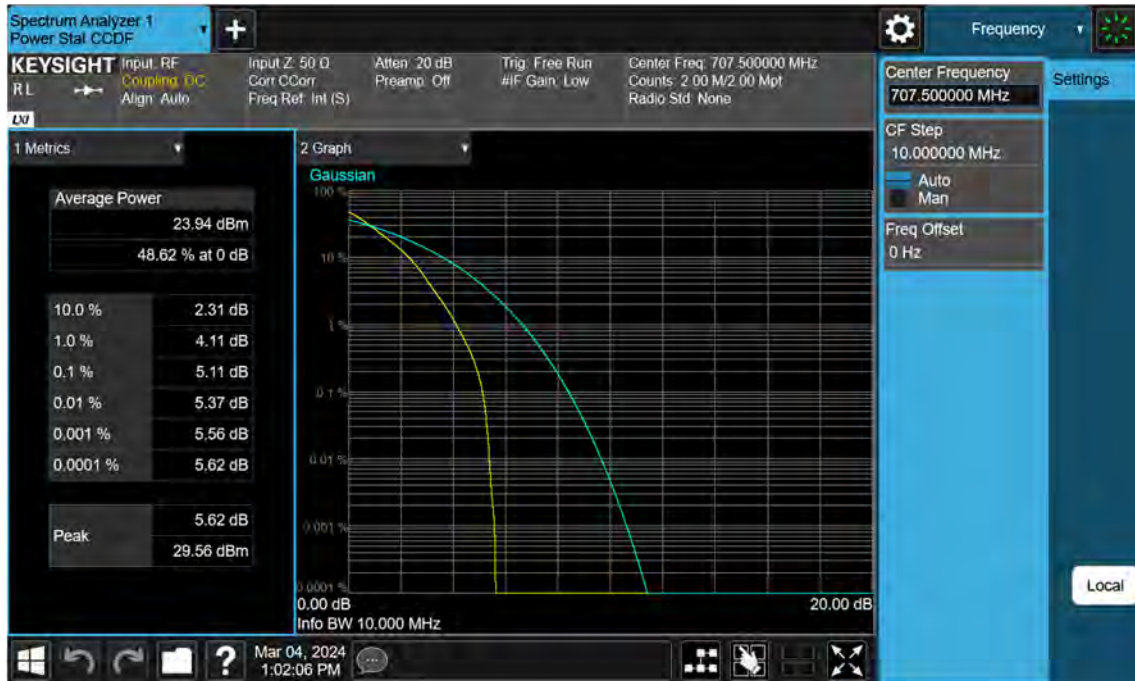 Spectrum Analyzer 1
Power Stat CCDF
Frequency
KEYSIGHT
RL
LXI
Input: RF
Coupling: DC
Align: Auto
Input Z: 50 Ω
Corr CCorr
Freq Ref: Int (S)
Atten: 20 dB
Preamp: Off
Trig: Free Run
#IF Gain: Low
Center Freq: 707.500000 MHz
Counts: 2.00 M/2.00 Mpt
Radio Std: None
Center Frequency
707.500000 MHz
Settings
CF Step
10.000000 MHz
Auto
Man
Freq Offset
0 Hz
1 Metrics
Average Power
23.94 dBm
48.62 % at 0 dB
10.0 % 2.31 dB
1.0 % 4.11 dB
0.1 % 5.11 dB
0.01 % 5.37 dB
0.001 % 5.56 dB
0.0001 % 5.62 dB
Peak
5.62 dB
29.56 dBm
2 Graph
Gaussian
100 %
10 %
1 %
0.1 %
0.01 %
0.001 %
0.0001 %
0.00 dB 20.00 dB
Info BW 10.000 MHz
Local
?
Mar 04, 2024
1:02:06 PM